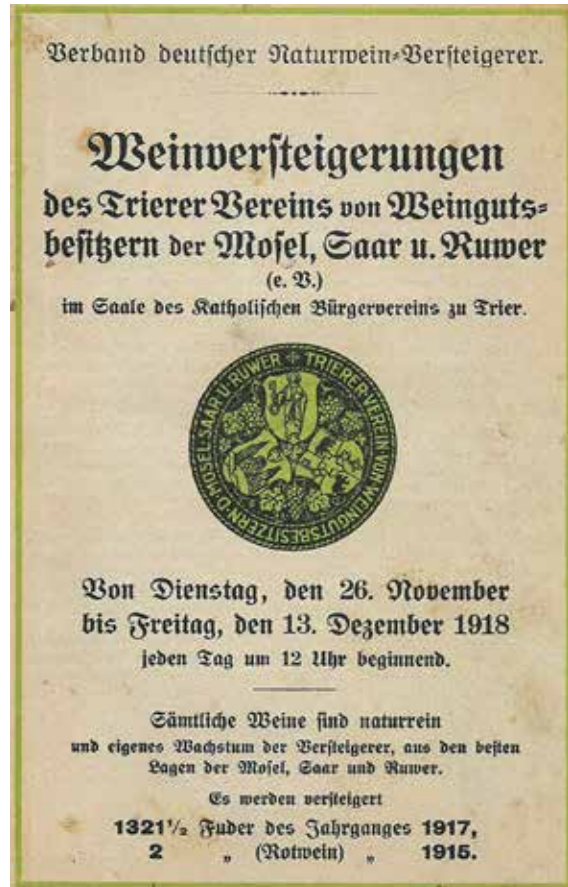 Verband deutscher Naturwein-Versteigerer.
Weinversteigerungen
des Trierer Vereins von Weinguts-
besitzern der Mosel, Saar u. Ruwer
(e. V.)
im Saale des Katholischen Bürgervereins zu Trier.
TRIERER VEREIN VON WEINGUTSBESITZERN D. MOSEL SAAR U. RUWER
Von Dienstag, den 26. November
bis Freitag, den 13. Dezember 1918
jeden Tag um 12 Uhr beginnend.
Sämtliche Weine sind naturrein
und eigenes Wachstum der Versteigerer, aus den besten
Lagen der Mosel, Saar und Ruwer.
Es werden versteigert
1321½ Fuder des Jahrganges 1917,
2 „ (Rotwein) „ 1915.